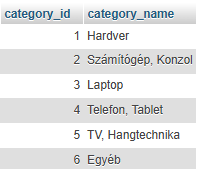 category_id category_name
1 Hardver
2 Számítógép, Konzol
3 Laptop
4 Telefon, Tablet
5 TV, Hangtechnika
6 Egyéb